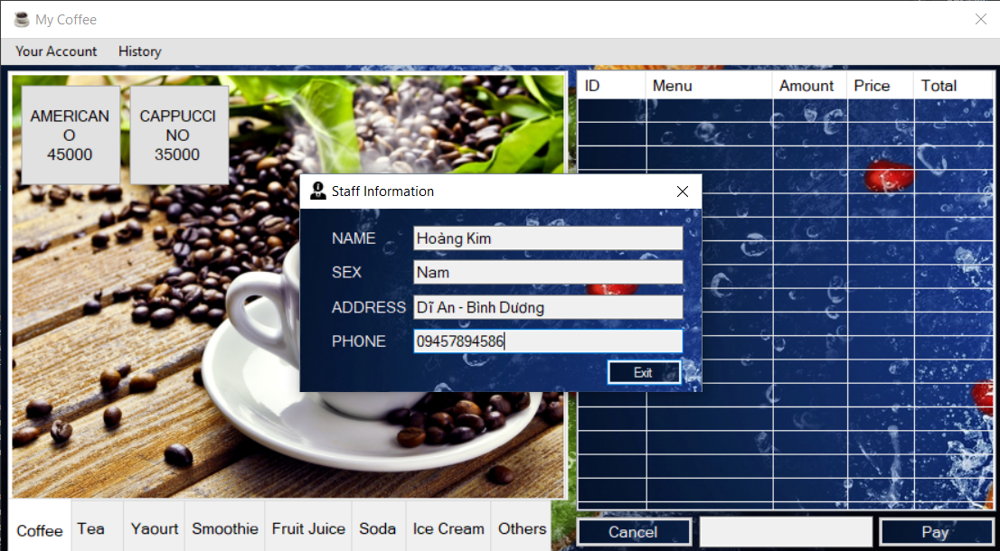 My Coffee
Your Account History
AMERICAN
O
45000
CAPPUCCI
NO
35000
ID Menu Amount Price Total
Staff Information
NAME Hoàng Kim
SEX Nam
ADDRESS Dĩ An - Bình Dương
PHONE 09457894586
Exit
Coffee Tea Yaourt Smoothie Fruit Juice Soda Ice Cream Others
Cancel Pay